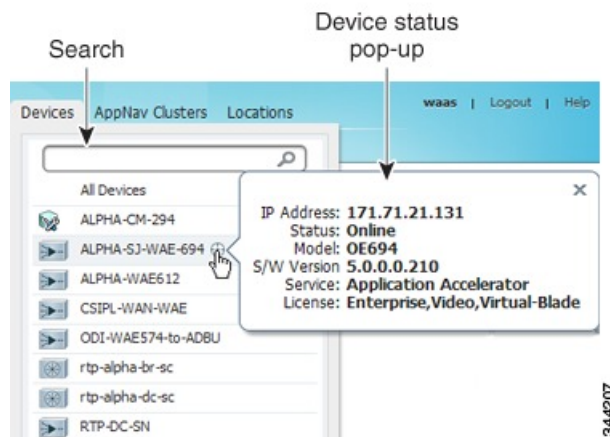 Device status
pop-up
Search
Devices AppNav Clusters Locations
waas | Logout | Help
All Devices
ALPHA-CM-294
ALPHA-SJ-WAE-694
ALPHA-WAE612
CSIPL-WAN-WAE
ODI-WAE574-to-ADBU
rtp-alpha-br-sc
rtp-alpha-dc-sc
RTP-DC-SN
IP Address: 171.71.21.131
Status: Online
Model: OE694
S/W Version 5.0.0.0.210
Service: Application Accelerator
License: Enterprise,Video,Virtual-Blade
344207